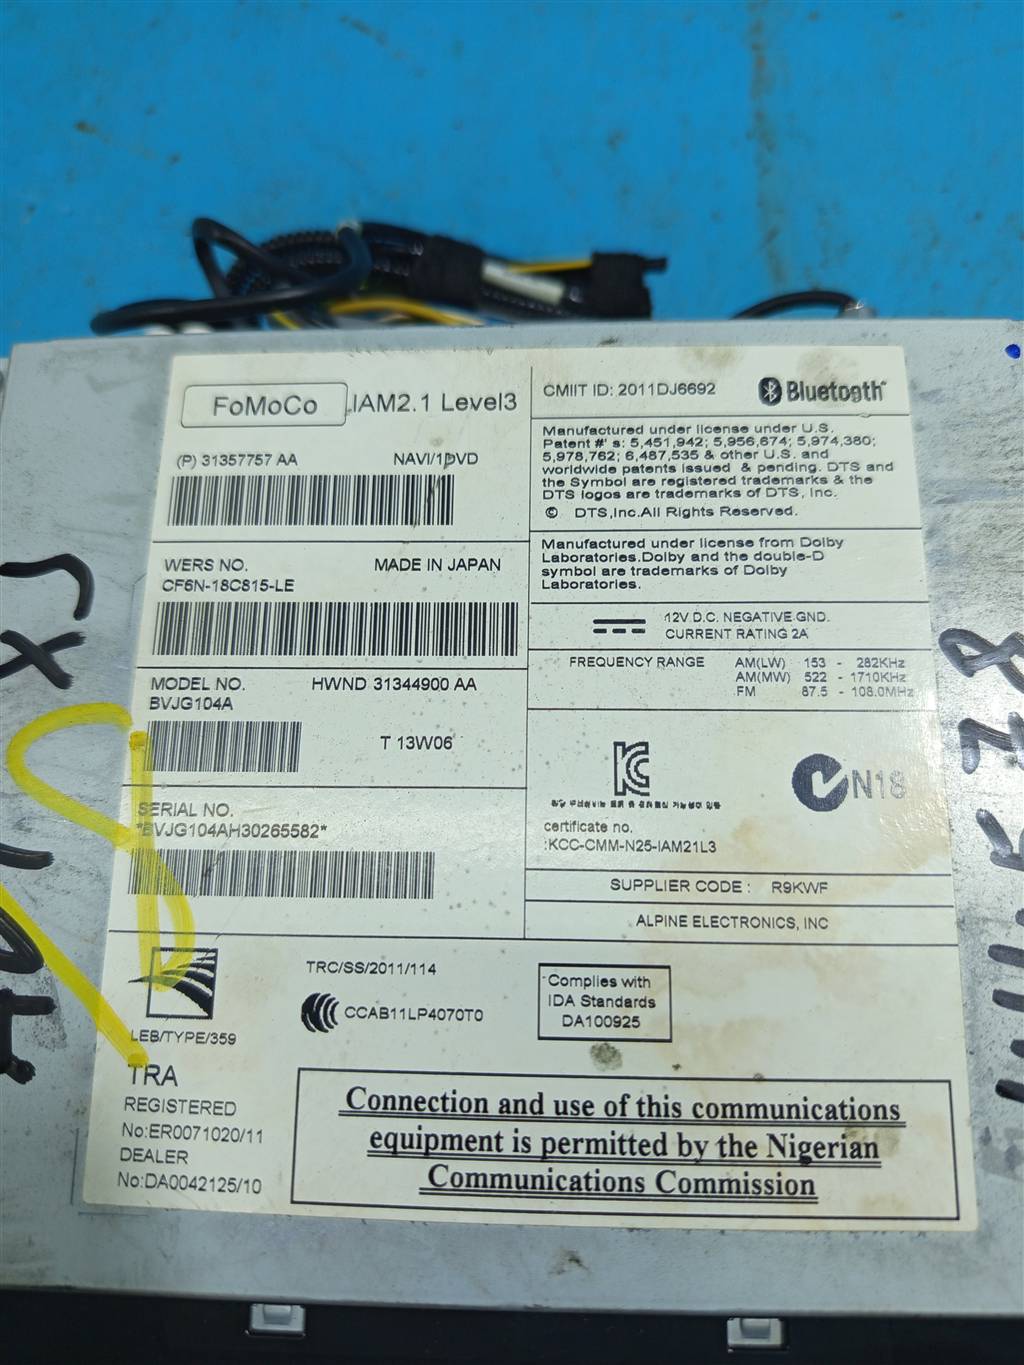 FoMoCo IAM2.1 Level3
(P) 31357757 AA NAVI/1DVD
WERS NO. MADE IN JAPAN
CF6N-18C815-LE
MODEL NO. HWND 31344900 AA
BVJG104A
T 13W06
SERIAL NO.
*BVJG104AH30265582*
CMIIT ID: 2011DJ6692 Bluetooth
Manufactured under license under U.S.
Patent #'s: 5,451,942; 5,956,674; 5,974,380;
5,978,762; 6,487,535 & other U.S. and
worldwide patents issued & pending. DTS and
the Symbol are registered trademarks & the
DTS logos are trademarks of DTS, Inc.
© DTS,Inc.All Rights Reserved.
Manufactured under license from Dolby
Laboratories.Dolby and the double-D
symbol are trademarks of Dolby
Laboratories.
12V D.C. NEGATIVE GND.
CURRENT RATING 2A
FREQUENCY RANGE AM(LW) 153 - 282KHz
AM(MW) 522 - 1710KHz
FM 87.5 - 108.0MHz
N18
certificate no.
:KCC-CMM-N25-IAM21L3
SUPPLIER CODE : R9KWF
ALPINE ELECTRONICS, INC
LEB/TYPE/359
TRC/SS/2011/114
CCAB11LP4070T0
Complies with
IDA Standards
DA100925
TRA
REGISTERED
No:ER0071020/11
DEALER
No:DA0042125/10
Connection and use of this communications
equipment is permitted by the Nigerian
Communications Commission